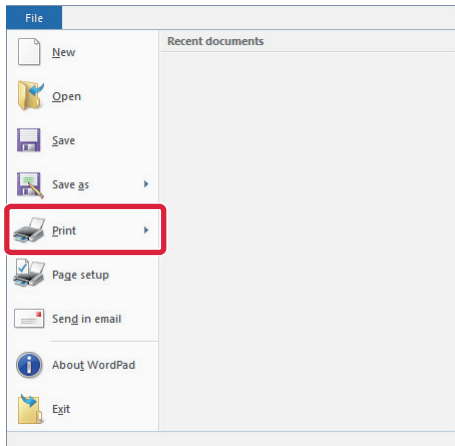 File
Recent documents
New
Open
Save
Save as
Print
Page setup
Send in email
About WordPad
Exit